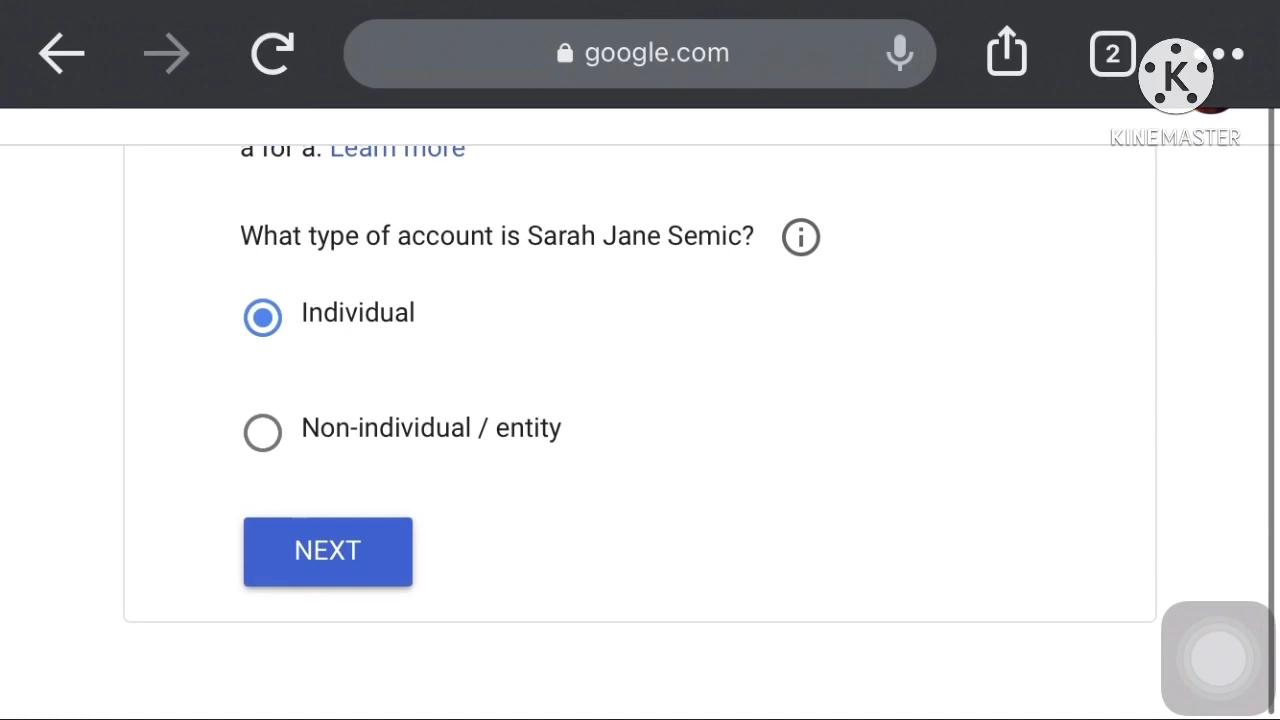 google.com
2
K
KINEMASTER
a for a. Learn more
What type of account is Sarah Jane Semic?
Individual
Non-individual / entity
NEXT